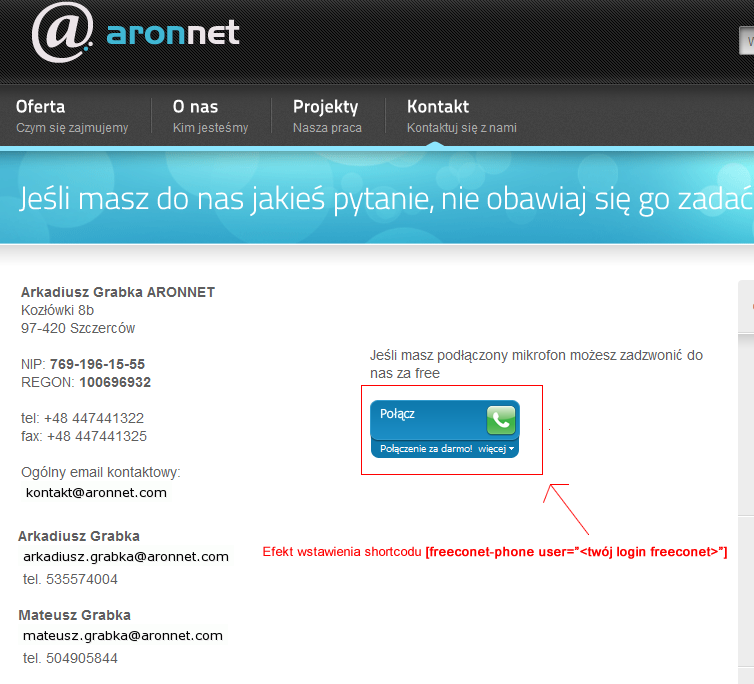 @ aronnet
W
Oferta
Czym się zajmujemy
O nas
Kim jesteśmy
Projekty
Nasza praca
Kontakt
Kontaktuj się z nami
Jeśli masz do nas jakieś pytanie, nie obawiaj się go zadać
Arkadiusz Grabka ARONNET
Kozłówki 8b
97-420 Szczerców
NIP: 769-196-15-55
REGON: 100696932
tel: +48 447441322
fax: +48 447441325
Ogólny email kontaktowy:
kontakt@aronnet.com
Arkadiusz Grabka
arkadiusz.grabka@aronnet.com
tel. 535574004
Mateusz Grabka
mateusz.grabka@aronnet.com
tel. 504905844
Jeśli masz podłączony mikrofon możesz zadzwonić do
nas za free
Połącz
Połączenie za darmo! więcej
.
Efekt wstawienia shortcodu [freeconet-phone user="<twój login freeconet>"]